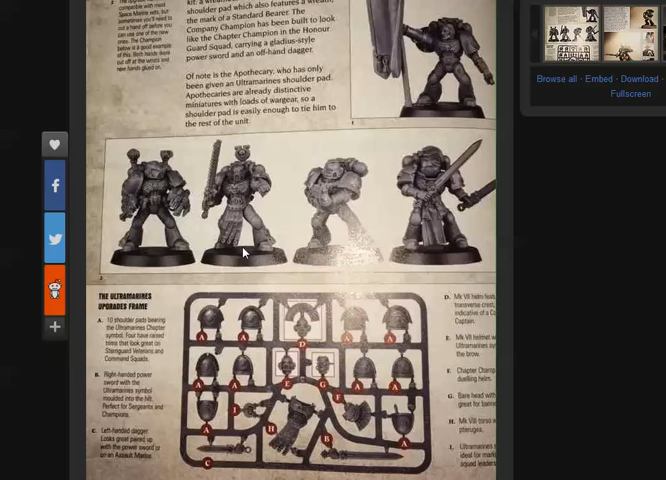 compatible with most
Space Marine sets, but
sometimes you'll need to
cut a hand off before you
can use one of the new
ones. The Champion
below is a good example
of this. Both hands were
cut off at the wrists and
new hands glued on.
shoulder pad which also features a wreath,
the mark of a Standard Bearer. The
Company Champion has been built to look
like the Chapter Champion in the Honour
Guard Squad, carrying a gladius-style
power sword and an off-hand dagger.
Of note is the Apothecary, who has only
been given an Ultramarines shoulder pad.
Apothecaries are already distinctive
miniatures with loads of wargear, so a
shoulder pad is easily enough to tie him to
the rest of the unit.
1
Browse all · Embed · Download ·
Fullscreen
2
THE ULTRAMARINES
UPGRADES FRAME
A. 10 shoulder pads bearing
the Ultramarines Chapter
symbol. Four have raised
trims that look great on
Sternguard Veterans and
Command Squads.
B. Right-handed power
sword with the
Ultramarines symbol
moulded into the hilt.
Perfect for Sergeants and
Champions.
C. Left-handed dagger.
Looks great paired up
with the power sword or
on an Assault Marine.
A
A
D
A
A
A
A
E
G
A
A
A
I
H
F
B
A
C
D. Mk VII helm
transverse crest,
indicative of a
Captain.
E. Mk VII helmet
Ultramarines
the brow.
F. Chapter Champ
duelling helm.
G. Bare head with
great for
H. Mk VIII torso
pteruges.
I. Ultramarines
ideal for
squad leaders